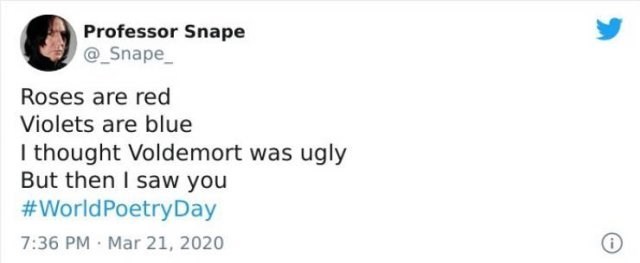 Professor Snape
@_Snape_
Roses are red
Violets are blue
I thought Voldemort was ugly
But then I saw you
#WorldPoetryDay
7:36 PM · Mar 21, 2020